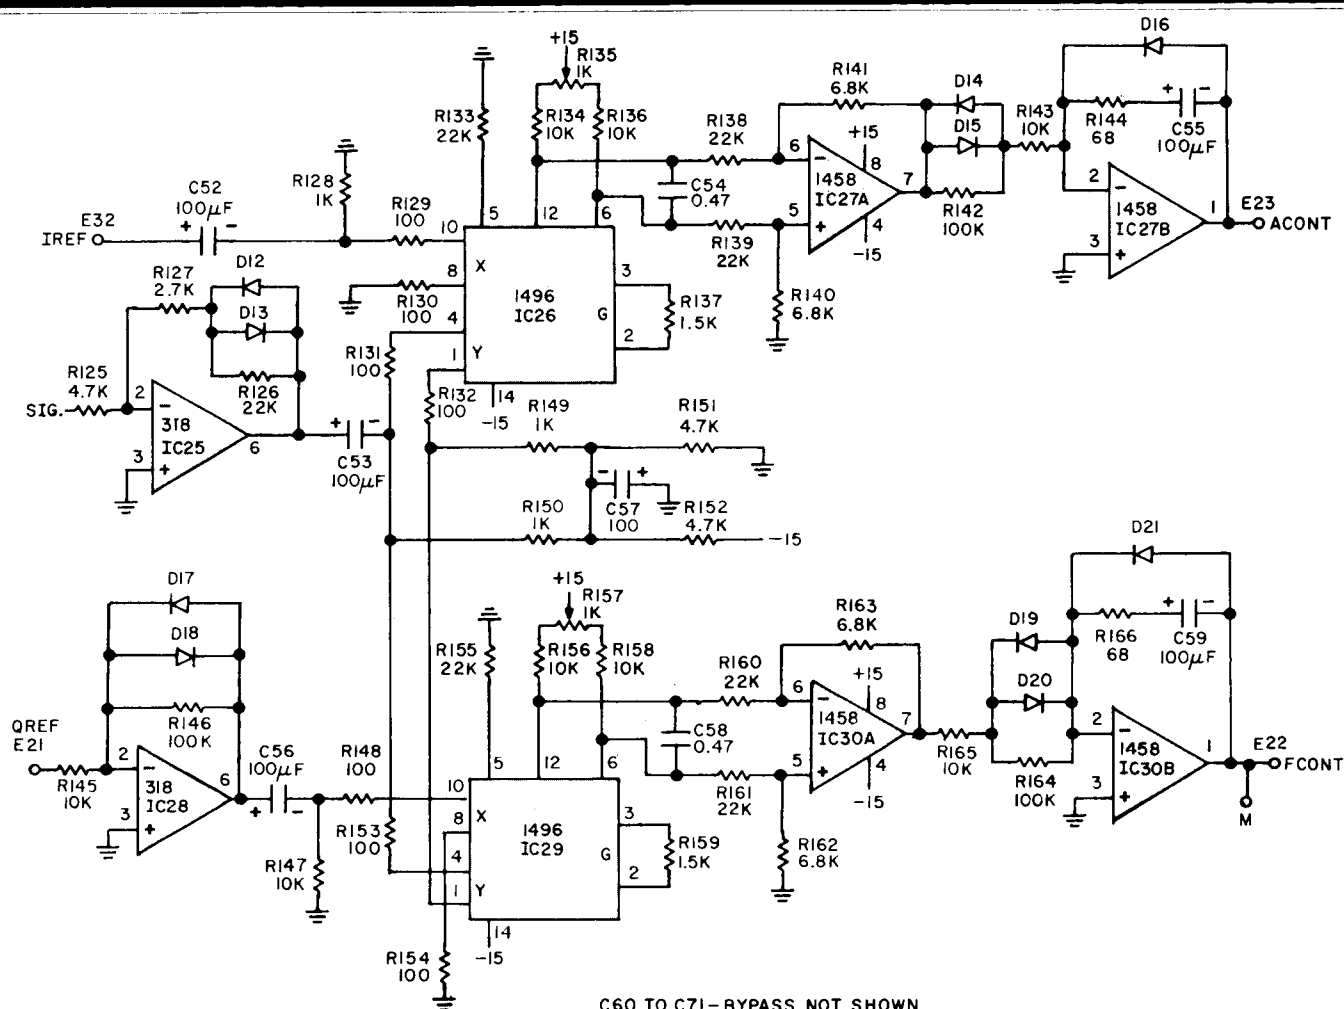 +15
R135
1K
R133
22K
R134
10K
R136
10K
5
12
6
R128
1K
C52
100µF
+ -
E32
IREF
R129
100
10
8
R130
100
X
1496
IC26
G
3
2
R137
1.5K
4
1
Y
R131
100
R132
100
14
-15
R127
2.7K
D12
D13
R126
22K
R125
4.7K
SIG.
2
-
318
IC25
3
+
6
+ -
C53
100µF
R138
22K
C54
0.47
R139
22K
R140
6.8K
R141
6.8K
6
-
+15
8
1458
IC27A
7
5
+
4
-15
D14
D15
R142
100K
R143
10K
D16
R144
68
+ -
C55
100µF
2
-
1458
IC27B
1
3
+
E23
ACONT
R149
1K
R151
4.7K
- +
C57
100
R150
1K
R152
4.7K
-15
D17
D18
R146
100K
QREF
E21
R145
10K
2
-
318
IC28
6
3
+
C56
100µF
+ -
R147
10K
R148
100
R153
100
R154
100
+15
R157
1K
R155
22K
R156
10K
R158
10K
5
12
6
10
8
X
1496
IC29
G
3
2
4
1
Y
R159
1.5K
14
-15
R160
22K
C58
0.47
R161
22K
R162
6.8K
R163
6.8K
6
-
+15
8
1458
IC30A
7
5
+
4
-15
R165
10K
D19
D20
R164
100K
D21
R166
68
+ -
C59
100µF
2
-
1458
IC30B
1
3
+
E22
FCONT
M
C60 TO C71-BYPASS NOT SHOWN